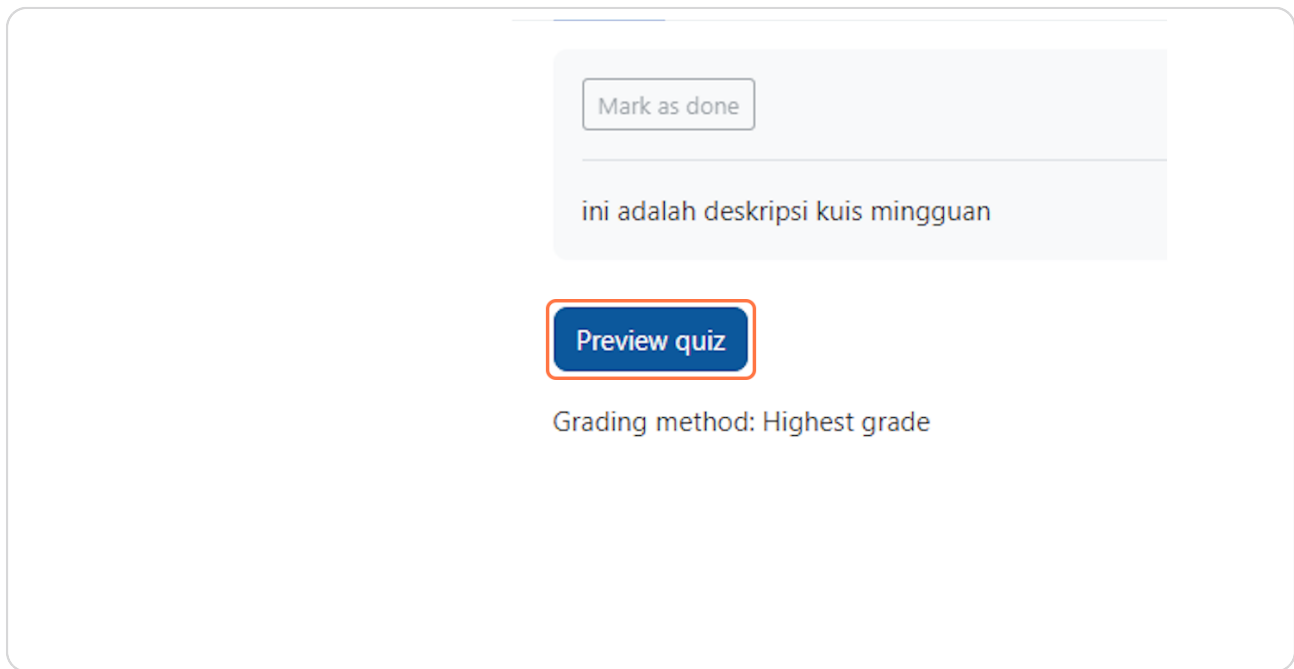 Mark as done
ini adalah deskripsi kuis mingguan
Preview quiz
Grading method: Highest grade